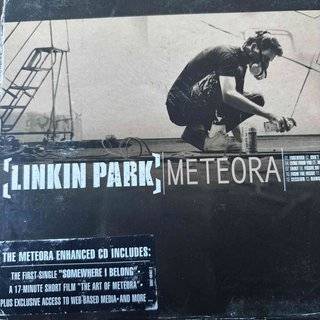 [LINKIN PARK] METEORA
THE METEORA ENHANCED CD INCLUDES:
THE FIRST-SINGLE "SOMEWHERE I BELONG"
A 17-MINUTE SHORT FILM "THE ART OF METEORA"
PLUS EXCLUSIVE ACCESS TO WEB-BASED MEDIA • AND MORE